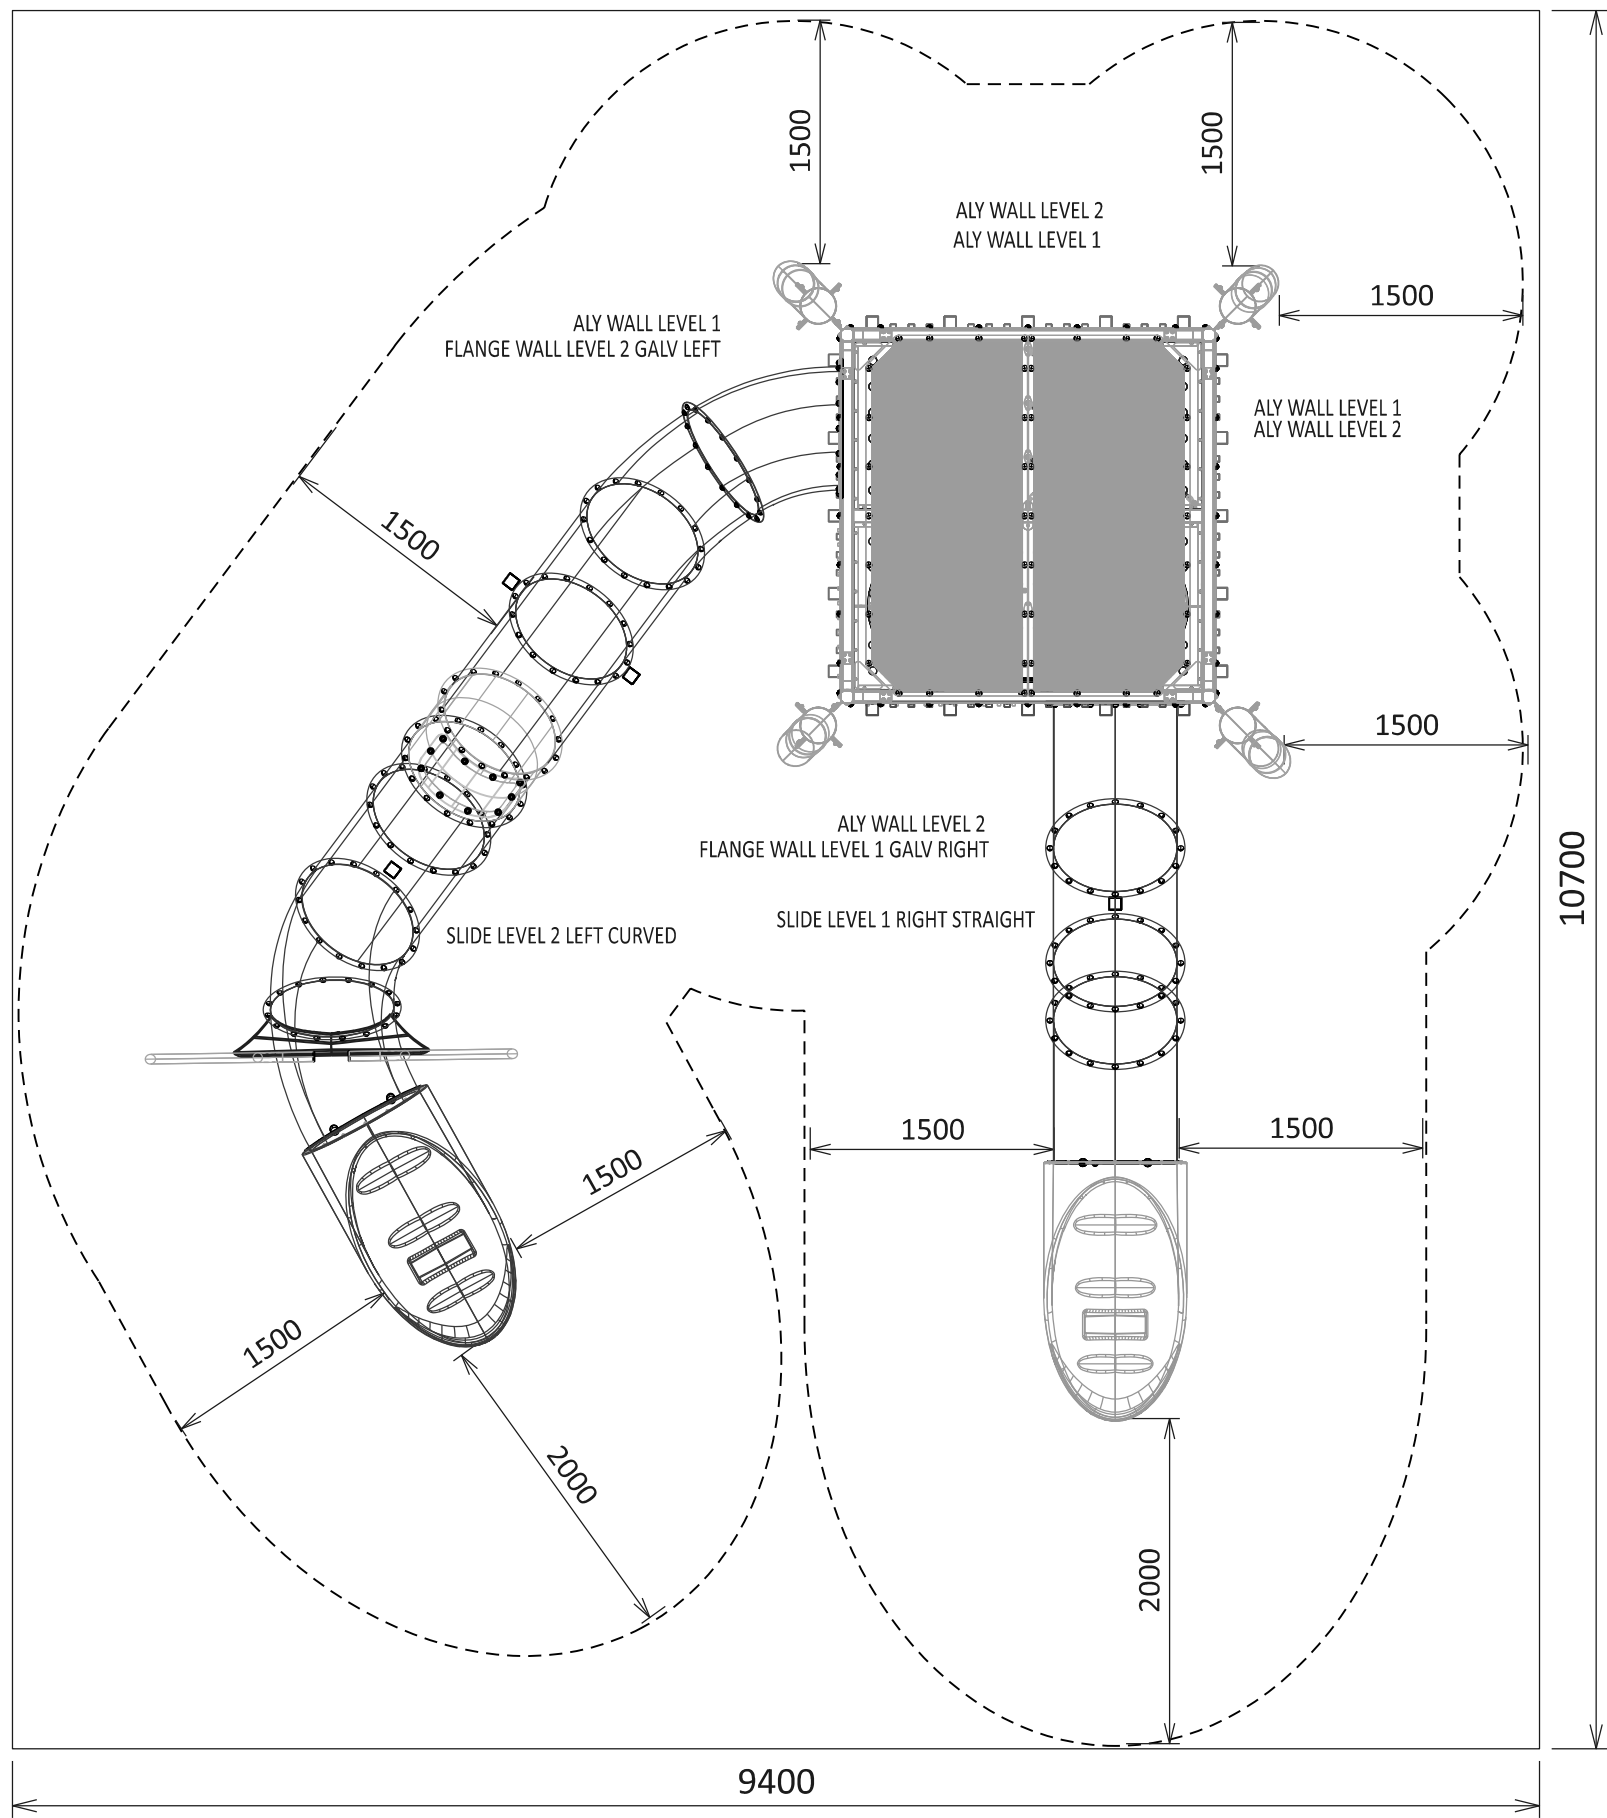 1500
1500
ALY WALL LEVEL 2
ALY WALL LEVEL 1
1500
ALY WALL LEVEL 1
FLANGE WALL LEVEL 2 GALV LEFT
ALY WALL LEVEL 1
ALY WALL LEVEL 2
1500
1500
ALY WALL LEVEL 2
FLANGE WALL LEVEL 1 GALV RIGHT
10700
SLIDE LEVEL 1 RIGHT STRAIGHT
SLIDE LEVEL 2 LEFT CURVED
1500
1500
1500
1500
2000
2000
9400